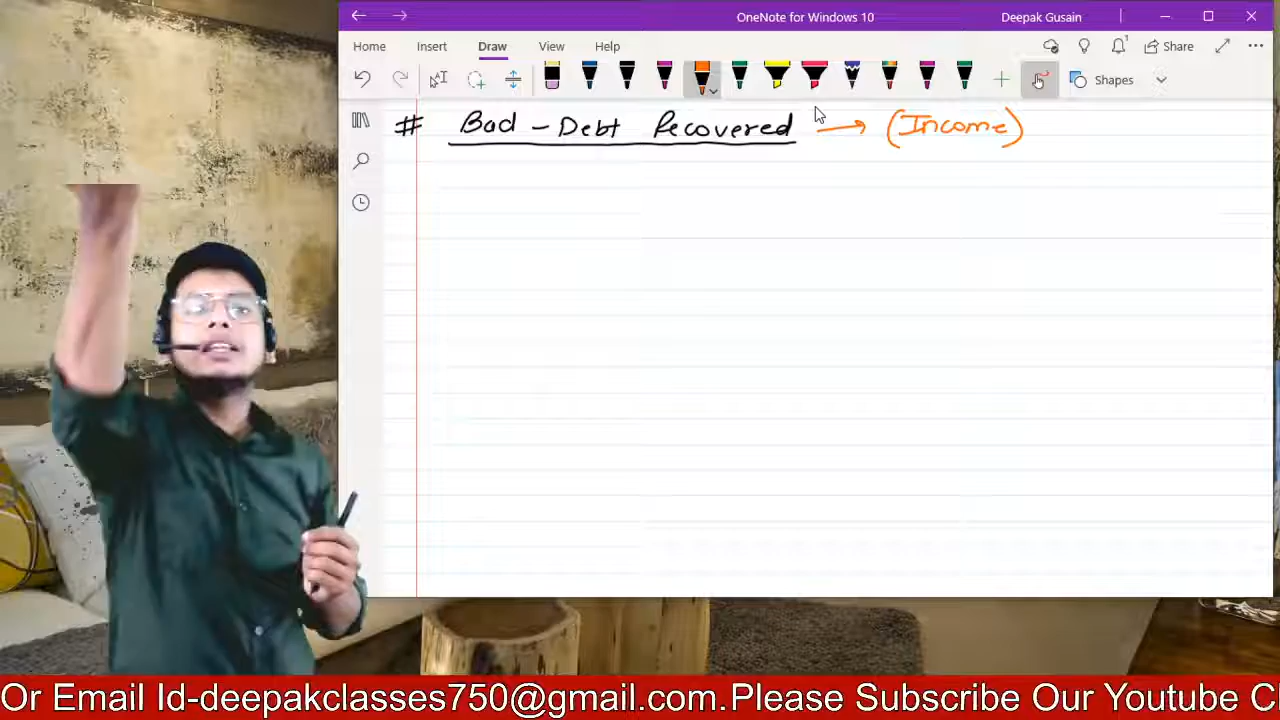 OneNote for Windows 10
Deepak Gusain
Home Insert Draw View Help Share
Shapes
# Bad - Debt Recovered → (Income)
Or Email Id-deepakclasses750@gmail.com.Please Subscribe Our Youtube C